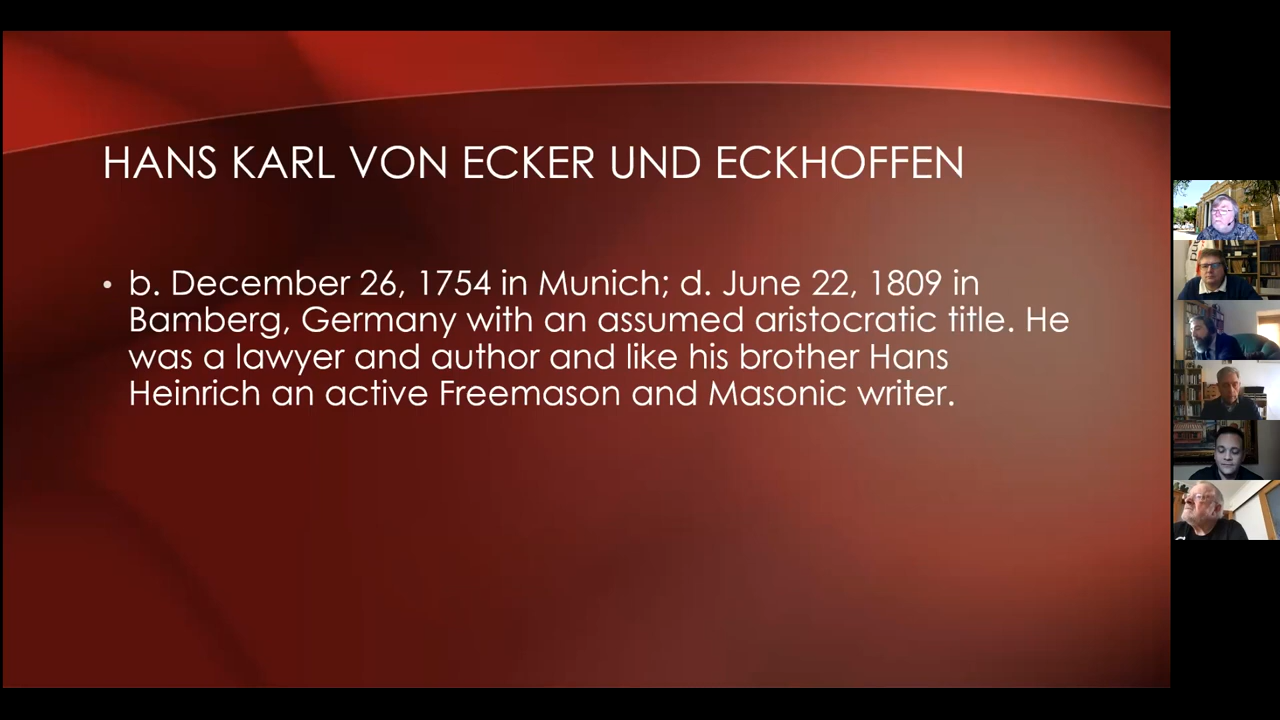 HANS KARL VON ECKER UND ECKHOFFEN
• b. December 26, 1754 in Munich; d. June 22, 1809 in
Bamberg, Germany with an assumed aristocratic title. He
was a lawyer and author and like his brother Hans
Heinrich an active Freemason and Masonic writer.